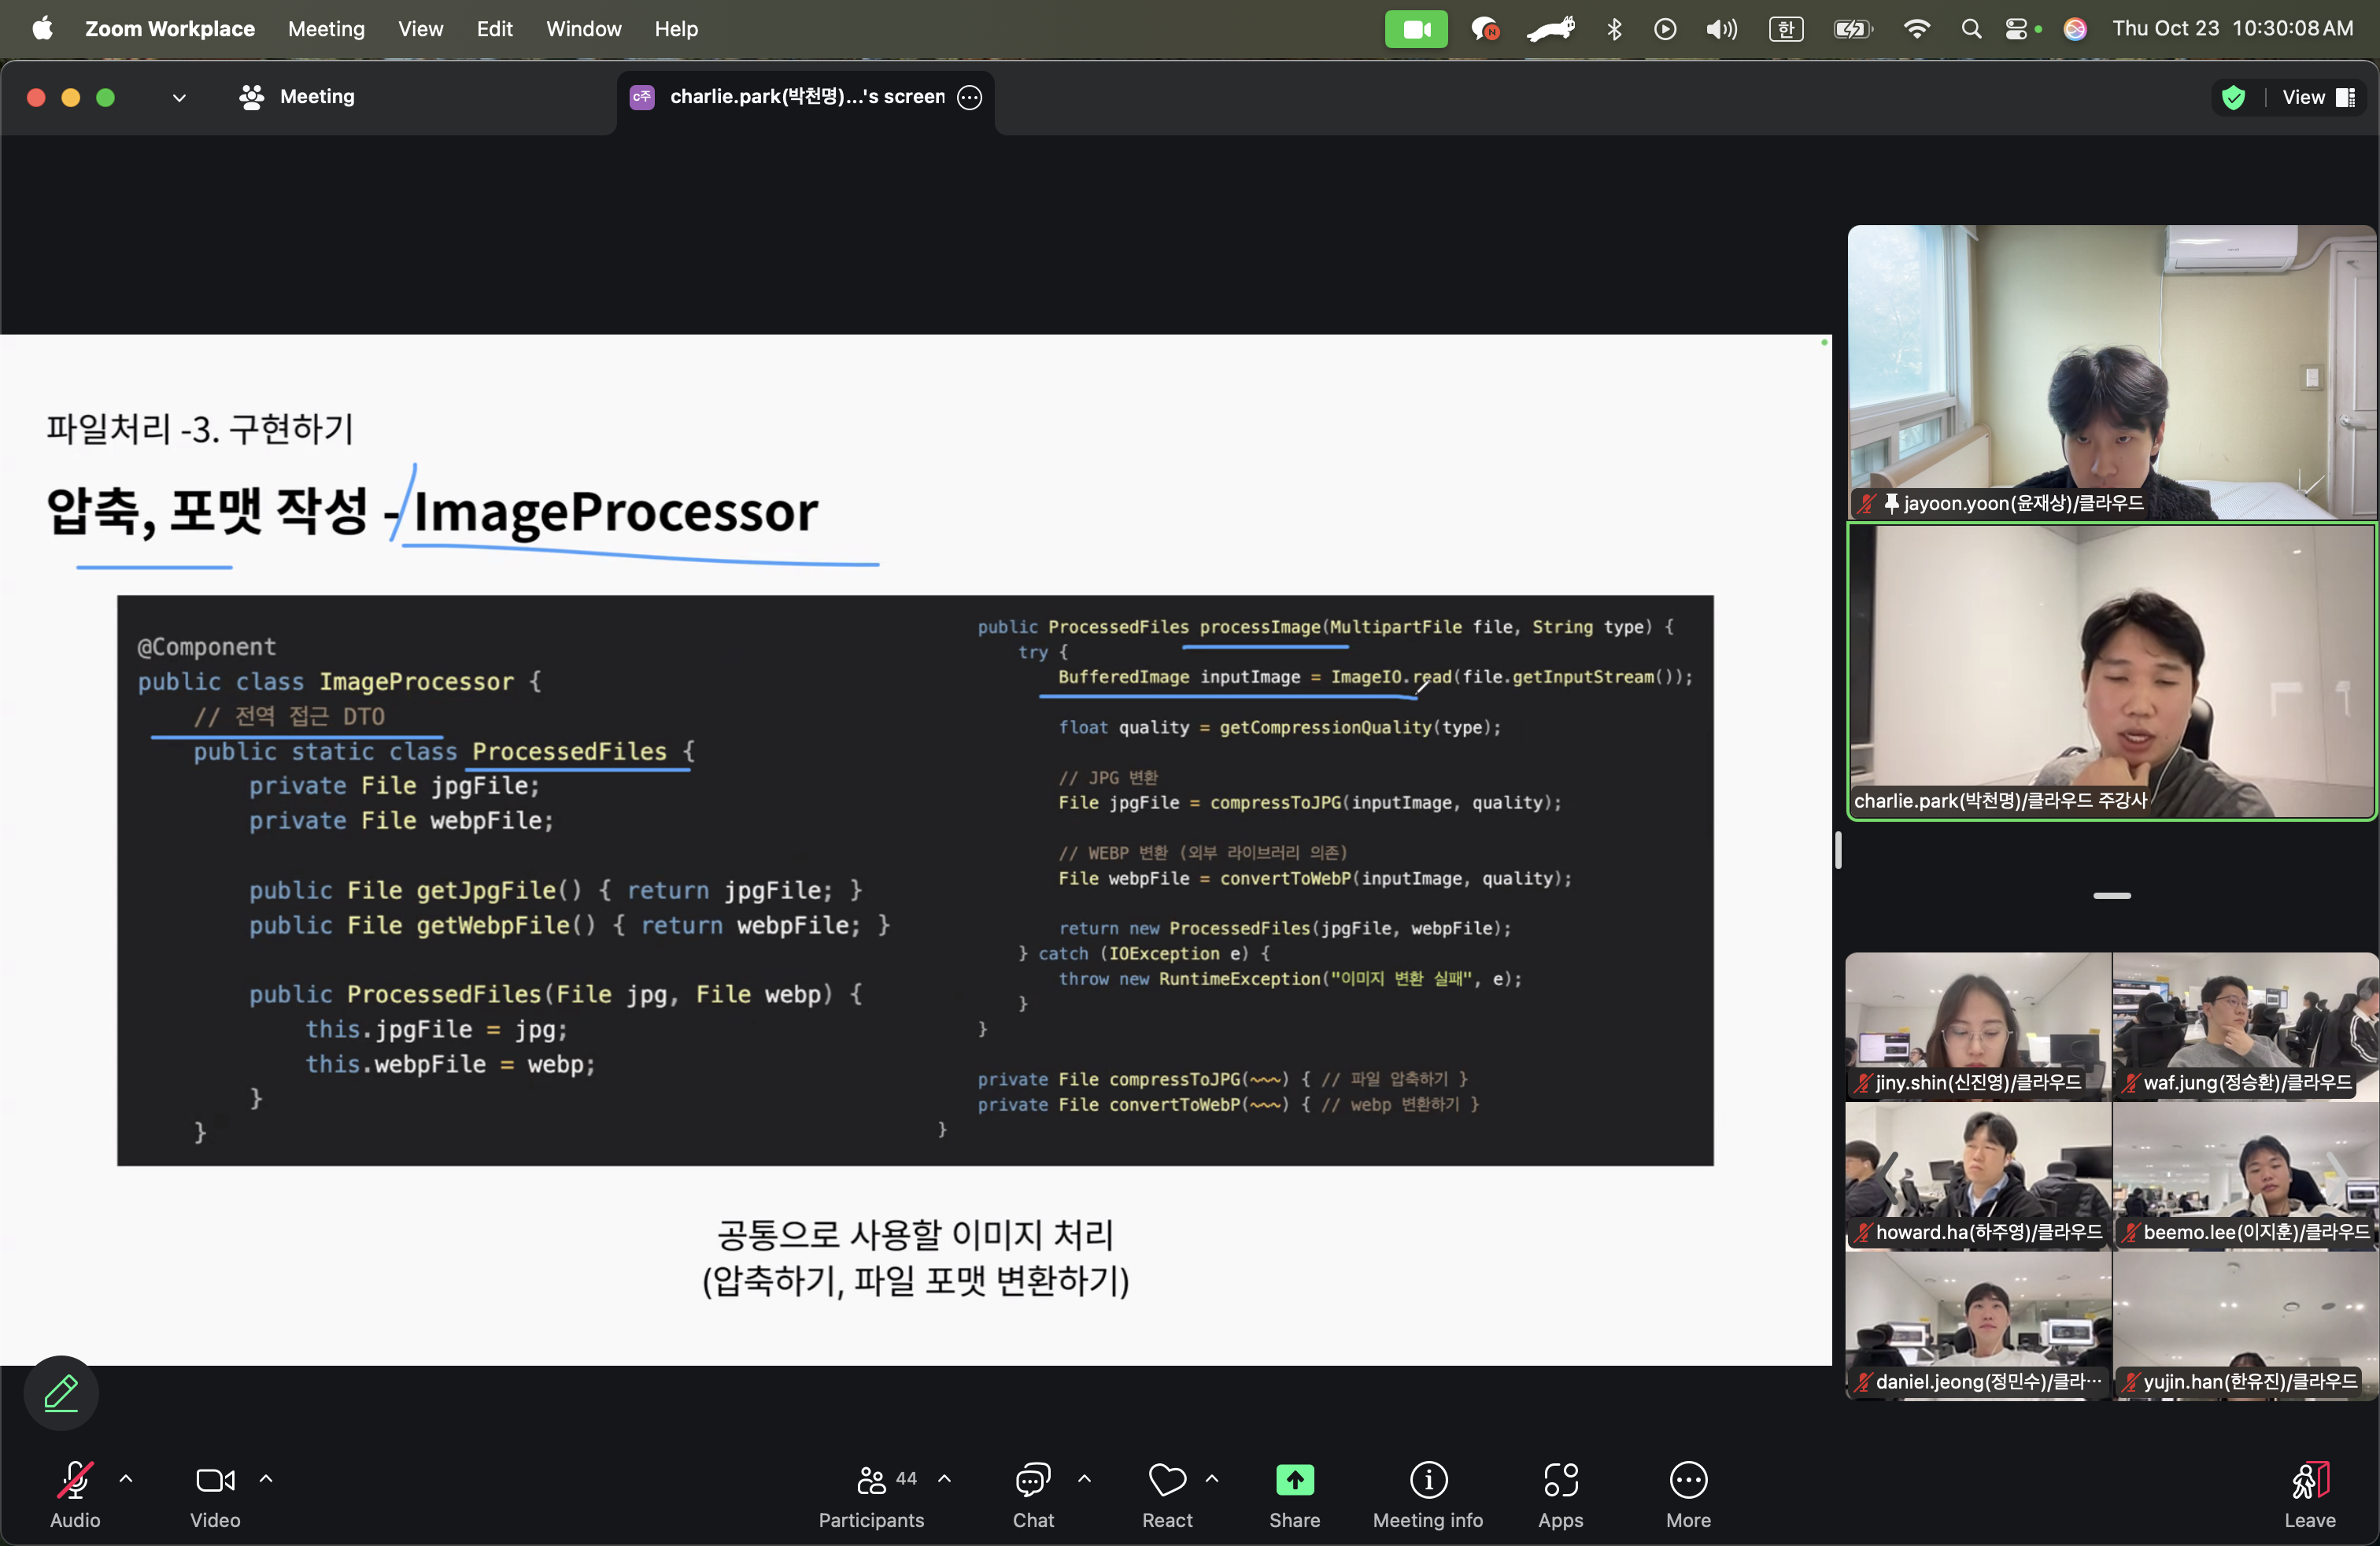 Zoom Workplace Meeting View Edit Window Help 한 Thu Oct 23 10:30:08 AM
Meeting
c주 charlie.park(박천명)...'s screen
View
파일처리 -3. 구현하기
압축, 포맷 작성 - ImageProcessor
@Component
public class ImageProcessor {
// 전역 접근 DTO
public static class ProcessedFiles {
private File jpgFile;
private File webpFile;
public File getJpgFile() { return jpgFile; }
public File getWebpFile() { return webpFile; }
public ProcessedFiles(File jpg, File webp) {
this.jpgFile = jpg;
this.webpFile = webp;
}
}
public ProcessedFiles processImage(MultipartFile file, String type) {
try {
BufferedImage inputImage = ImageIO.read(file.getInputStream());
float quality = getCompressionQuality(type);
// JPG 변환
File jpgFile = compressToJPG(inputImage, quality);
// WEBP 변환 (외부 라이브러리 의존)
File webpFile = convertToWebP(inputImage, quality);
return new ProcessedFiles(jpgFile, webpFile);
} catch (IOException e) {
throw new RuntimeException("이미지 변환 실패", e);
}
}
private File compressToJPG(~~~) { // 파일 압축하기 }
private File convertToWebP(~~~) { // webp 변환하기 }
}
공통으로 사용할 이미지 처리
(압축하기, 파일 포맷 변환하기)
jayoon.yoon(윤재상)/클라우드
charlie.park(박천명)/클라우드 주강사
jiny.shin(신진영)/클라우드
waf.jung(정승환)/클라우드
howard.ha(하주영)/클라우드
beemo.lee(이지훈)/클라우드
daniel.jeong(정민수)/클라…
yujin.han(한유진)/클라우드
Audio
Video
44
Participants
Chat
React
Share
Meeting info
Apps
More
Leave